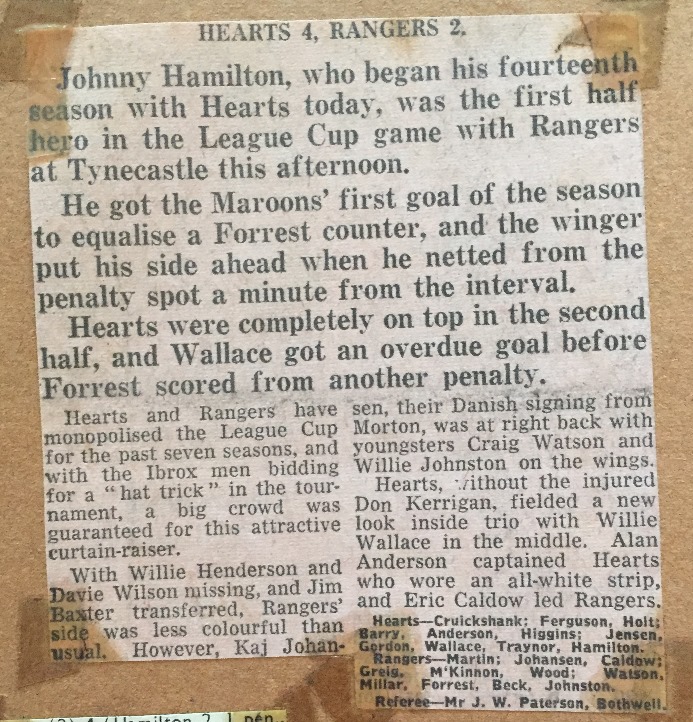 HEARTS 4, RANGERS 2.
Johnny Hamilton, who began his fourteenth
season with Hearts today, was the first half
hero in the League Cup game with Rangers
at Tynecastle this afternoon.
He got the Maroons' first goal of the season
to equalise a Forrest counter, and the winger
put his side ahead when he netted from the
penalty spot a minute from the interval.
Hearts were completely on top in the second
half, and Wallace got an overdue goal before
Forrest scored from another penalty.
Hearts and Rangers have
monopolised the League Cup
for the past seven seasons, and
with the Ibrox men bidding
for a "hat trick" in the tour-
nament, a big crowd was
guaranteed for this attractive
curtain-raiser.
With Willie Henderson and
Davie Wilson missing, and Jim
Baxter transferred, Rangers'
side was less colourful than
usual. However, Kaj Johan-
sen, their Danish signing from
Morton, was at right back with
youngsters Craig Watson and
Willie Johnston on the wings.
Hearts, without the injured
Don Kerrigan, fielded a new
look inside trio with Willie
Wallace in the middle. Alan
Anderson captained Hearts
who wore an all-white strip,
and Eric Caldow led Rangers.
Hearts—Cruickshank; Ferguson, Holt;
Barry, Anderson, Higgins; Jensen,
Gordon, Wallace, Traynor, Hamilton.
Rangers—Martin; Johansen, Caldow;
Greig, M'Kinnon, Wood; Watson,
Millar, Forrest, Beck, Johnston.
Referee—Mr J. W. Paterson, Bothwell.
4 (Hamilton 2, 1 pen.,